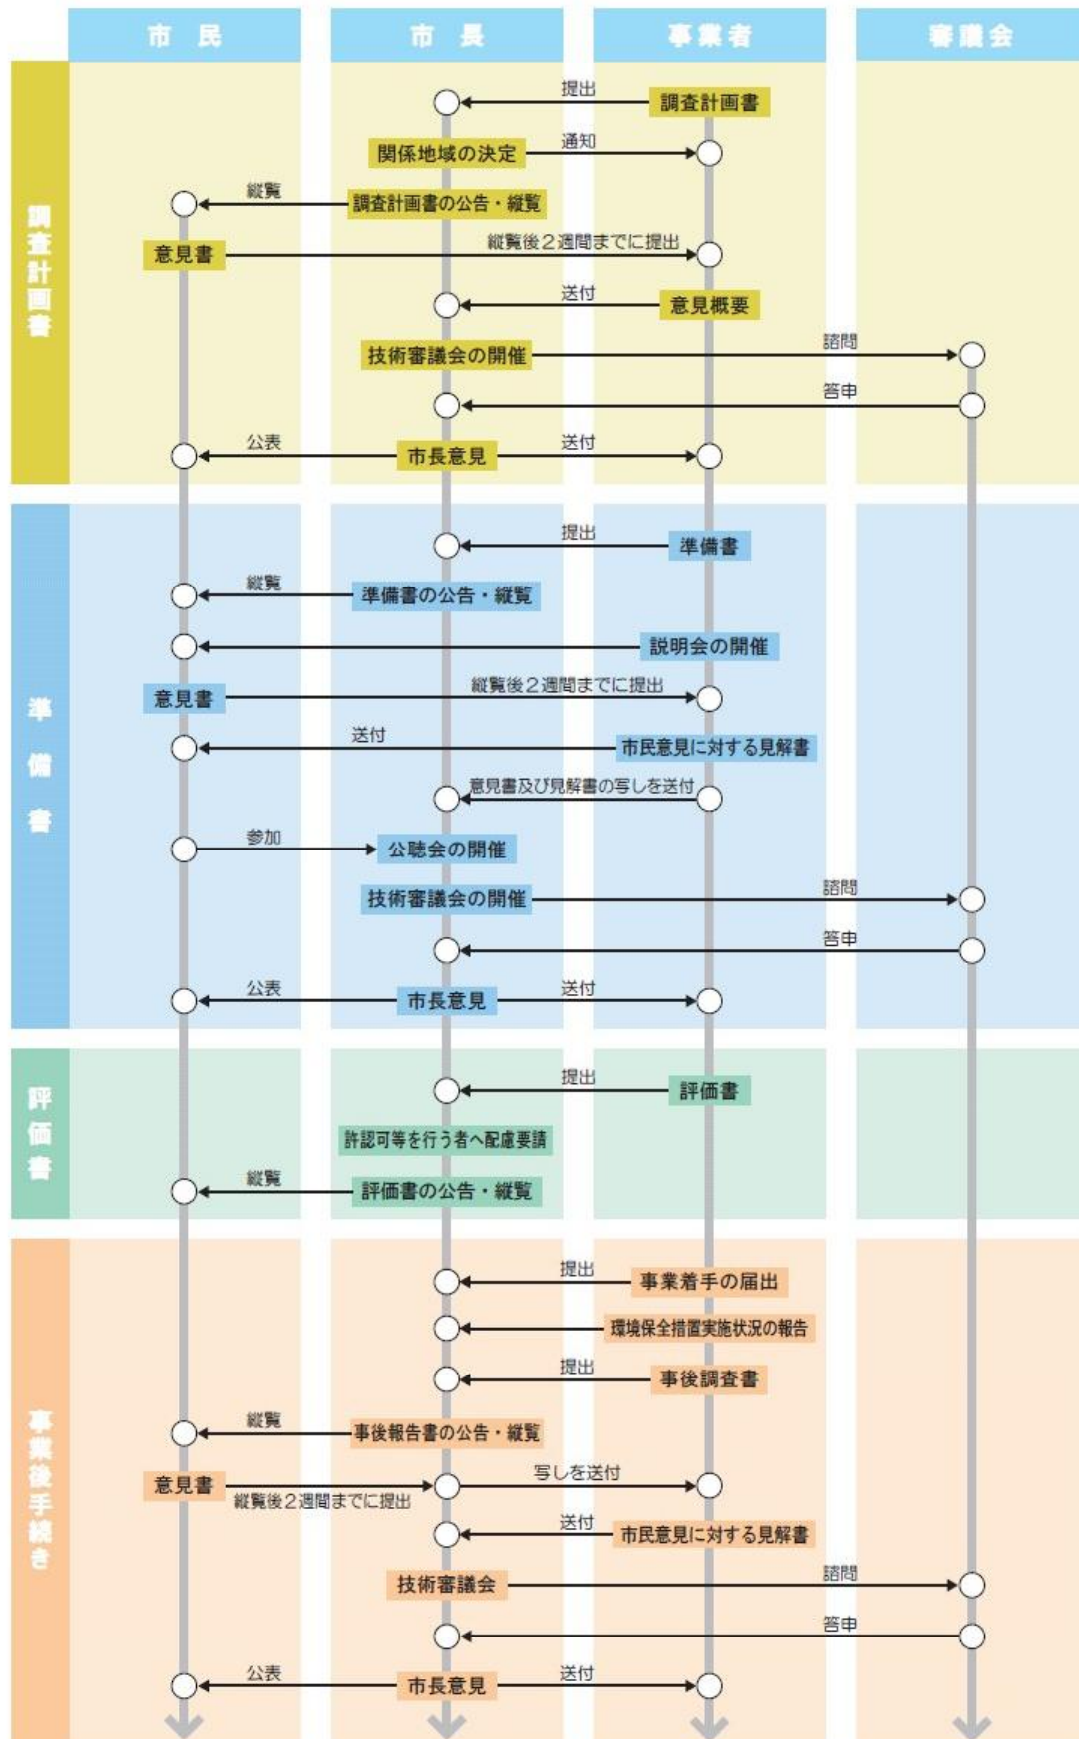 市民
市長
事業者
審議会
調査計画書
提出
調査計画書
関係地域の決定
通知
縦覧
調査計画書の公告・縦覧
意見書
縦覧後2週間までに提出
送付
意見概要
技術審議会の開催
諮問
答申
公表
市長意見
送付
準備書
提出
準備書
縦覧
準備書の公告・縦覧
説明会の開催
意見書
縦覧後2週間までに提出
送付
市民意見に対する見解書
意見書及び見解書の写しを送付
参加
公聴会の開催
技術審議会の開催
諮問
答申
公表
市長意見
送付
評価書
提出
評価書
許認可等を行う者へ配慮要請
縦覧
評価書の公告・縦覧
事業後手続き
提出
事業着手の届出
環境保全措置実施状況の報告
提出
事後調査書
縦覧
事後報告書の公告・縦覧
意見書
縦覧後2週間までに提出
写しを送付
送付
市民意見に対する見解書
技術審議会
諮問
答申
公表
市長意見
送付